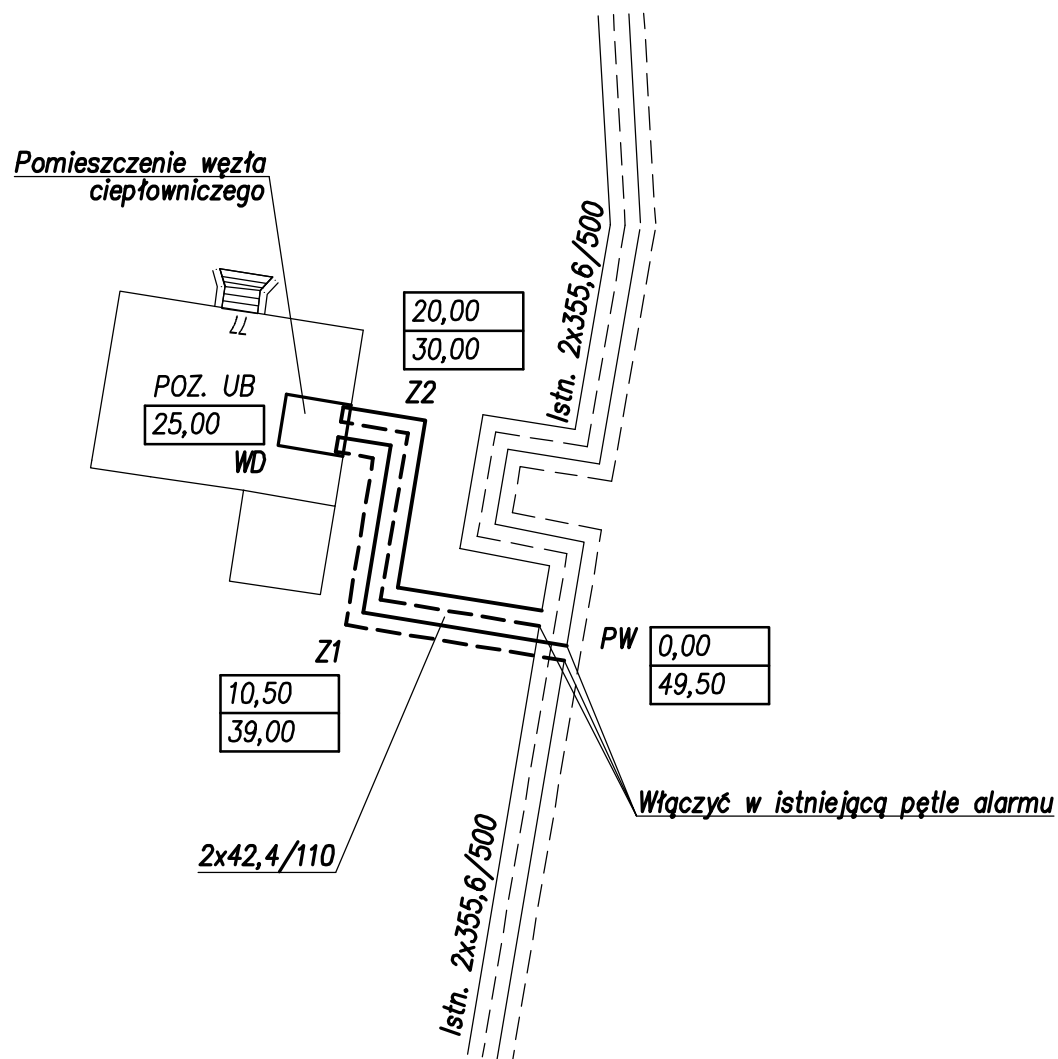 Pomieszczenie węzła
ciepłowniczego
Istn. 2x355,6/500
20,00
30,00
Z2
POZ. UB
25,00
WD
Z1
10,50
39,00
PW
0,00
49,50
Włączyć w istniejącą pętle alarmu
2x42,4/110
Istn. 2x355,6/500